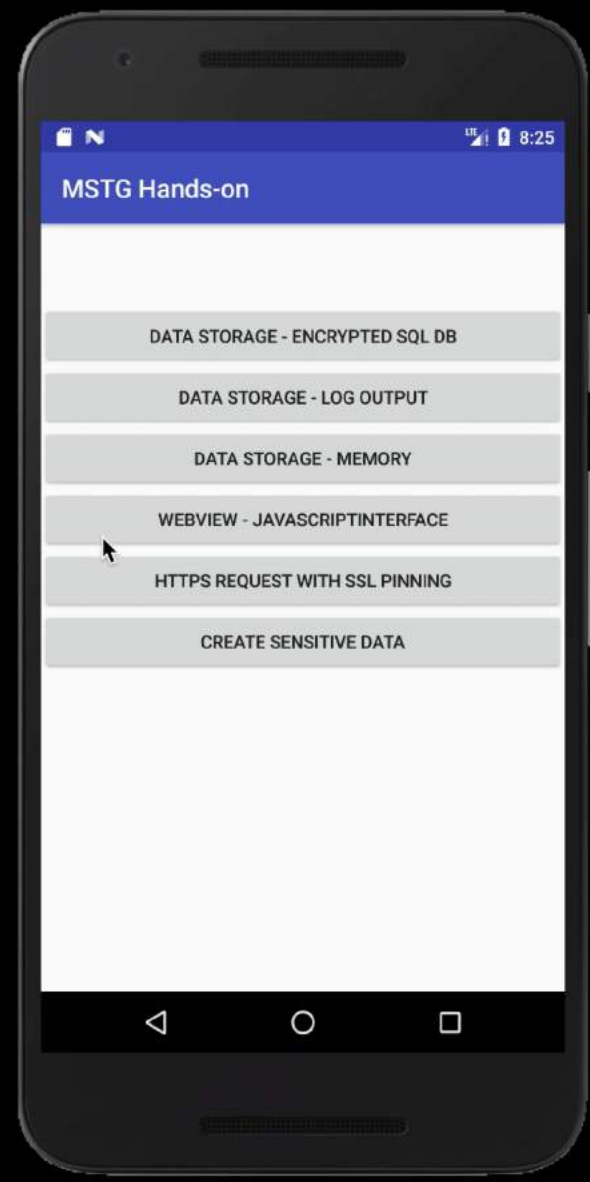 LTE 8:25
MSTG Hands-on
DATA STORAGE - ENCRYPTED SQL DB
DATA STORAGE - LOG OUTPUT
DATA STORAGE - MEMORY
WEBVIEW - JAVASCRIPTINTERFACE
HTTPS REQUEST WITH SSL PINNING
CREATE SENSITIVE DATA